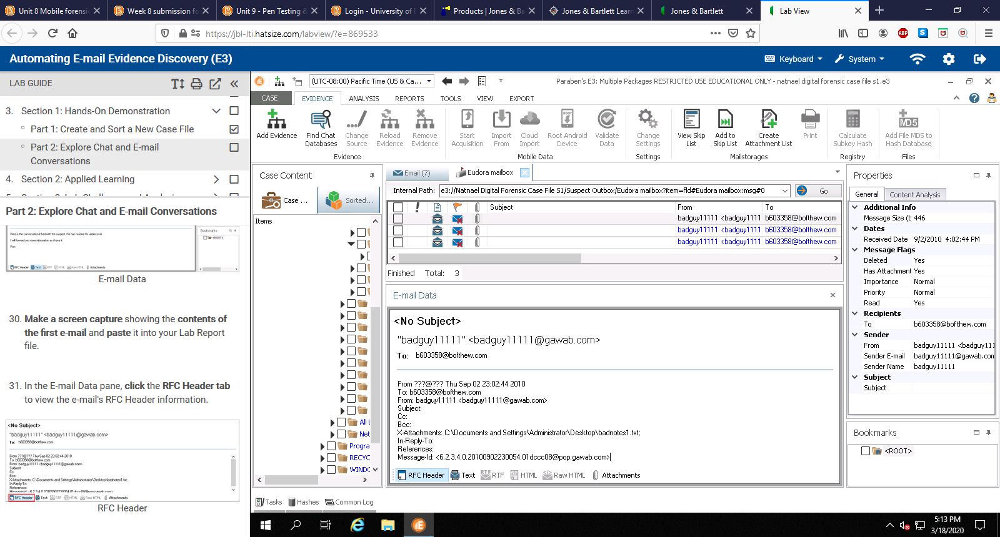 Unit 8 Mobile forensic
Week 8 submission fo
Unit 9 - Pen Testing &
Login - University of
Products | Jones & Ba
Jones & Bartlett Learn
Jones & Bartlett
Lab View
https://jbl-lti.hatsize.com/labview/?e=869533
Automating E-mail Evidence Discovery (E3)
Keyboard
System
LAB GUIDE
3. Section 1: Hands-On Demonstration
Part 1: Create and Sort a New Case File
Part 2: Explore Chat and E-mail
Conversations
4. Section 2: Applied Learning
Part 2: Explore Chat and E-mail Conversations
Here is the conversation if had with the suspect. He has no idea I'm undercover.
I will forward you more information as i have it
Ron
RFC Header Text RTF HTML Raw HTML Attachments
Bookmarks
<ROOT>
E-mail Data
30. Make a screen capture showing the contents
of the first e-mail and paste it into your Lab Report
file.
31. In the E-mail Data pane, click the RFC Header tab
to view the e-mail's RFC Header information.
<No Subject>
"badguy11111" <badguy11111@gawab.com>
To: b603358@bofthew.com
From ???@??? Thu Sep 02 23:02:44 2010
To: b603358@bofthew.com
From: badguy11111 <badguy11111@gawab.com>
Subject:
Cc:
Bcc:
X-Attachments: C:\Documents and Settings\Administrator\Desktop\badnotes1.txt;
In-Reply-To:
References:
Message-Id: <6.2.3.4.0.20100902230054.01dccc08@pop.gawab.com>
RFC Header Text RTF HTML Raw HTML Attachments
RFC Header
(UTC-08:00) Pacific Time (US & Ca...
Paraben's E3: Multiple Packages RESTRICTED USE EDUCATIONAL ONLY - natnael digital forensic case file s1.e3
CASE EVIDENCE ANALYSIS REPORTS TOOLS VIEW EXPORT
Add Evidence
Find Chat Databases
Change Source
Reload Evidence
Remove Evidence
Start Acquisition
Import From
Cloud Import
Root Android Device
Validate Data
Change Settings
View Skip List
Add to Skip List
Create Attachment List
Print
Calculate Subkey Hash
Add File MD5 to Hash Database
MD5
ROOT
Evidence
Mobile Data
Settings
Mailstorages
Registry
Files
Case Content
Case ...
Sorted...
Items
All U
Net
Progra
RECYC
WINDO
Email (7)
Eudora mailbox
Internal Path: e3://Natnael Digital Forensic Case File S1/Suspect Outbox/Eudora mailbox?item=fld#Eudora mailbox:msg#0
Go
Subject From To
badguy11111 <badguy1111 b603358@bofthew.com
badguy11111 <badguy1111 b603358@bofthew.com
badguy11111 <badguy1111 b603358@bofthew.com
Finished Total: 3
E-mail Data
<No Subject>
"badguy11111" <badguy11111@gawab.com>
To: b603358@bofthew.com
From ???@??? Thu Sep 02 23:02:44 2010
To: b603358@bofthew.com
From: badguy11111 <badguy11111@gawab.com>
Subject:
Cc:
Bcc:
X-Attachments: C:\Documents and Settings\Administrator\Desktop\badnotes1.txt;
In-Reply-To:
References:
Message-Id: <6.2.3.4.0.20100902230054.01dccc08@pop.gawab.com>
RFC Header Text RTF HTML Raw HTML Attachments
Properties
General Content Analysis
Additional Info
Message Size (b 446
Dates
Received Date 9/2/2010 4:02:44 PM
Message Flags
Deleted Yes
Has Attachment Yes
Importance Normal
Priority Normal
Read Yes
Recipients
To b603358@bofthew.com
Sender
From badguy11111 <badguy11
Sender E-mail badguy11111@gawab.com
Sender Name badguy11111
Subject
Subject
Bookmarks
<ROOT>
Tasks Hashes Common Log
5:13 PM
3/18/2020